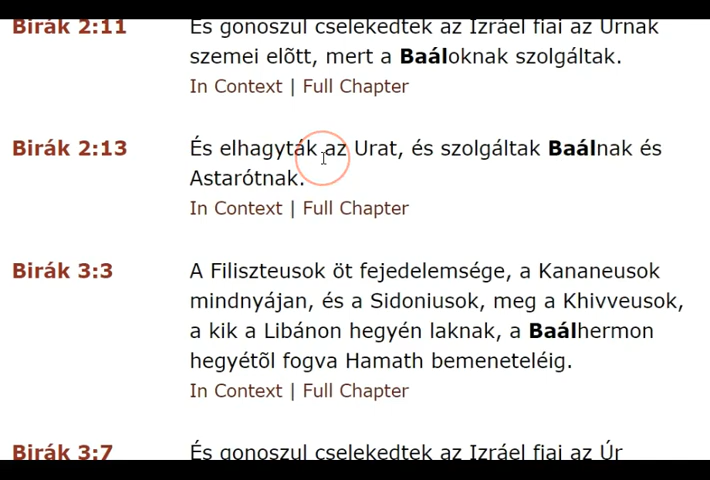 Birák 2:11 És gonoszul cselekedtek az Izráel fiai az Úrnak
szemei elõtt, mert a Baáloknak szolgáltak.
In Context | Full Chapter
Birák 2:13 És elhagyták az Urat, és szolgáltak Baálnak és
Astarótnak.
In Context | Full Chapter
Birák 3:3 A Filiszteusok öt fejedelemsége, a Kananeusok
mindnyájan, és a Sidoniusok, meg a Khivveusok,
a kik a Libánon hegyén laknak, a Baálhermon
hegyétõl fogva Hamath bemeneteléig.
In Context | Full Chapter
Birák 3:7 És gonoszul cselekedtek az Izráel fiai az Úr